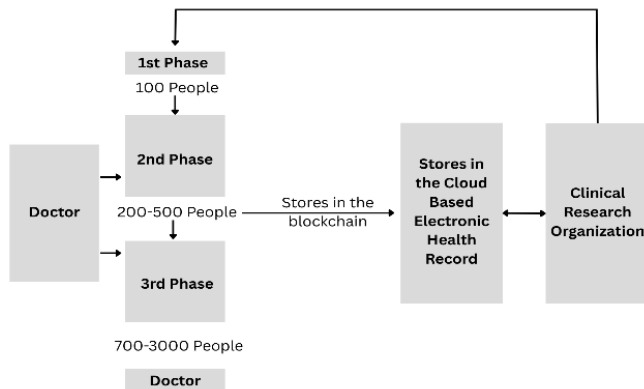 1st Phase
100 People
2nd Phase
200-500 People
3rd Phase
700-3000 People
Doctor
Doctor
Stores in the
blockchain
Stores in
the Cloud
Based
Electronic
Health
Record
Clinical
Research
Organization